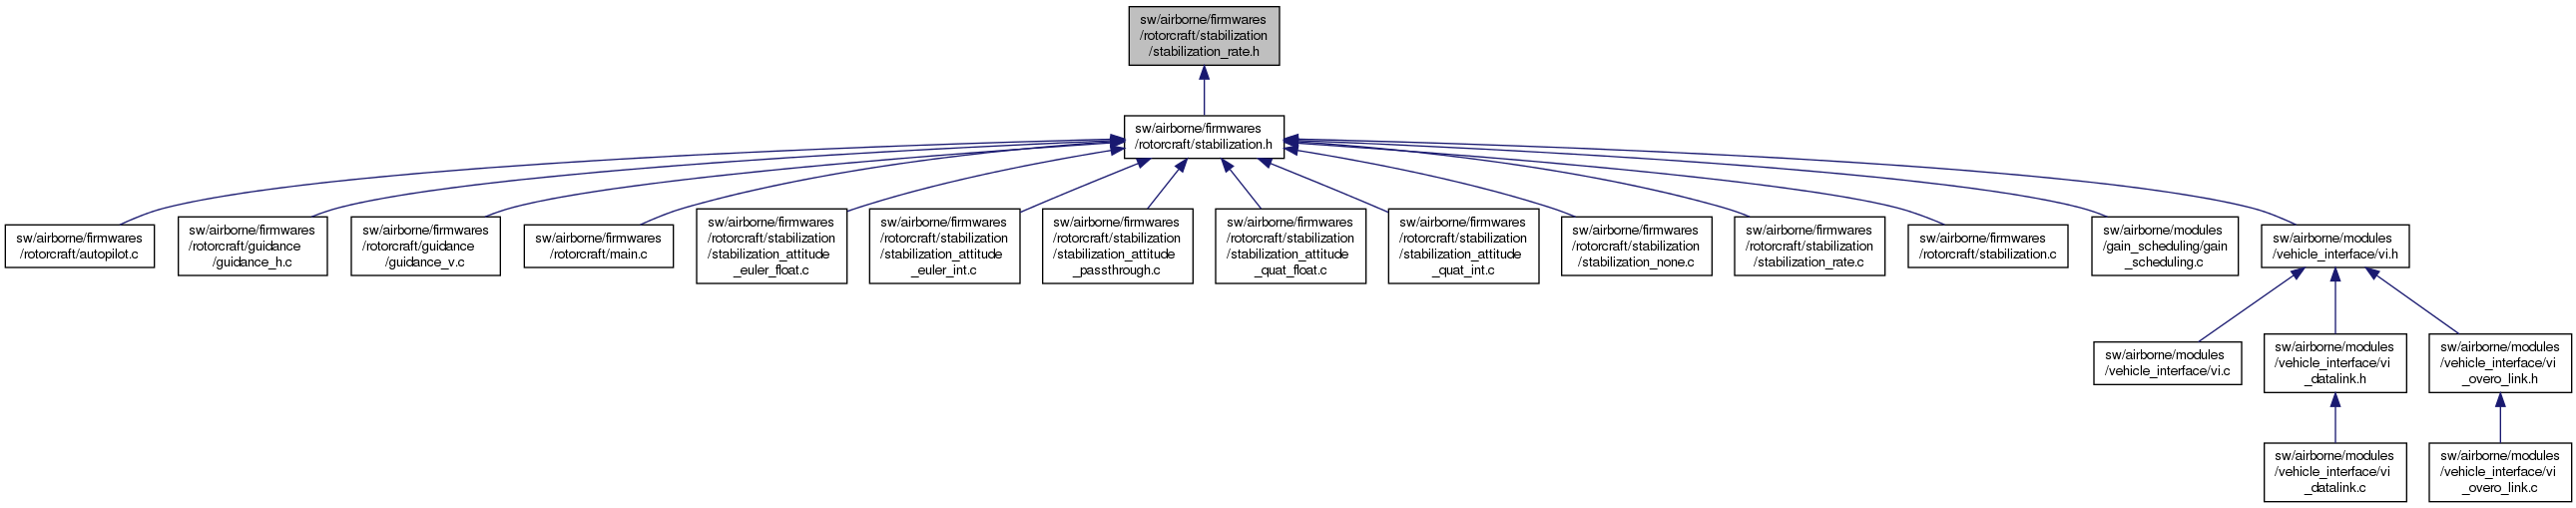 sw/airborne/firmwares
/rotorcraft/stabilization
/stabilization_rate.h
sw/airborne/firmwares
/rotorcraft/stabilization.h
sw/airborne/firmwares
/rotorcraft/autopilot.c
sw/airborne/firmwares
/rotorcraft/guidance
/guidance_h.c
sw/airborne/firmwares
/rotorcraft/guidance
/guidance_v.c
sw/airborne/firmwares
/rotorcraft/main.c
sw/airborne/firmwares
/rotorcraft/stabilization
/stabilization_attitude
_euler_float.c
sw/airborne/firmwares
/rotorcraft/stabilization
/stabilization_attitude
_euler_int.c
sw/airborne/firmwares
/rotorcraft/stabilization
/stabilization_attitude
_passthrough.c
sw/airborne/firmwares
/rotorcraft/stabilization
/stabilization_attitude
_quat_float.c
sw/airborne/firmwares
/rotorcraft/stabilization
/stabilization_attitude
_quat_int.c
sw/airborne/firmwares
/rotorcraft/stabilization
/stabilization_none.c
sw/airborne/firmwares
/rotorcraft/stabilization
/stabilization_rate.c
sw/airborne/firmwares
/rotorcraft/stabilization.c
sw/airborne/modules
/gain_scheduling/gain
_scheduling.c
sw/airborne/modules
/vehicle_interface/vi.h
sw/airborne/modules
/vehicle_interface/vi.c
sw/airborne/modules
/vehicle_interface/vi
_datalink.h
sw/airborne/modules
/vehicle_interface/vi
_overo_link.h
sw/airborne/modules
/vehicle_interface/vi
_datalink.c
sw/airborne/modules
/vehicle_interface/vi
_overo_link.c